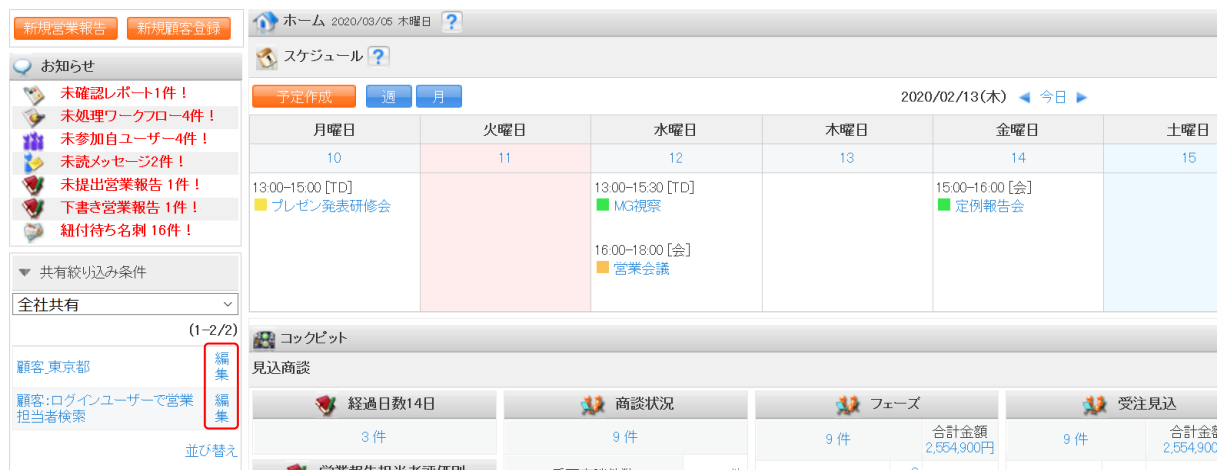 新規営業報告 新規顧客登録
ホーム 2020/03/05 木曜日 ?
お知らせ
未確認レポート1件！
未処理ワークフロー4件！
未参加自ユーザー4件！
未読メッセージ2件！
未提出営業報告 1件！
下書き営業報告 1件！
紐付待ち名刺 16件！
▼ 共有絞り込み条件
全社共有
(1-2/2)
顧客_東京都 編集
顧客:ログインユーザーで営業担当者検索 編集
並び替え
スケジュール ?
予定作成 週 月
2020/02/13(木) ◀ 今日 ▶
月曜日 火曜日 水曜日 木曜日 金曜日 土曜日
10 11 12 13 14 15
13:00-15:00 [TD]
プレゼン発表研修会
13:00-15:30 [TD]
MG視察
16:00-18:00 [会]
営業会議
15:00-16:00 [会]
定例報告会
コックピット
見込商談
経過日数14日 商談状況 フェーズ 受注見込
3 件
9 件
9 件 合計金額
2,554,900円
9 件
営業報告担当者評価別